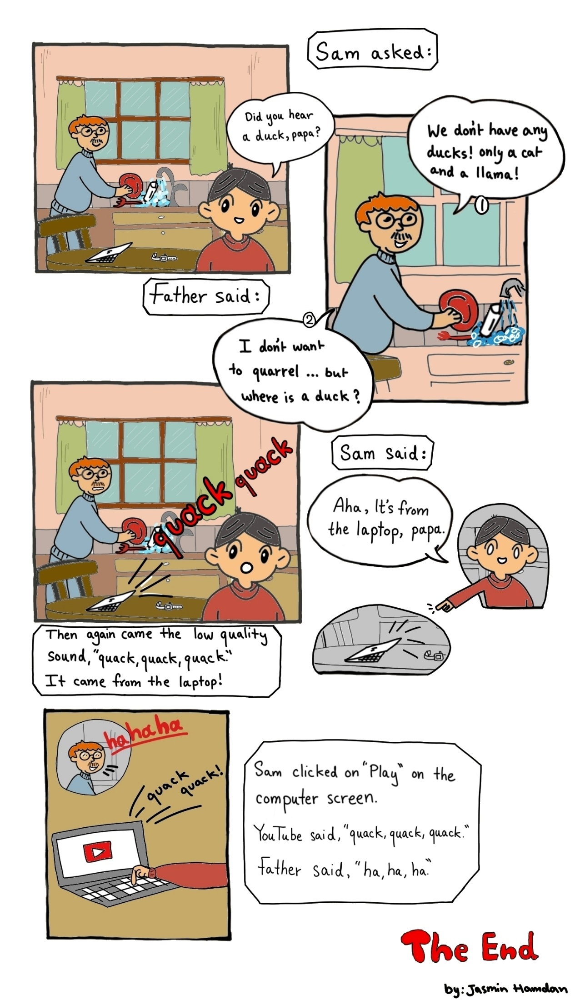 Sam asked:
Did you hear
a duck, papa?
Father said:
We don't have any
ducks! only a cat
and a llama!
1
2
I don't want
to quarrel ... but
where is a duck?
quack quack
Then again came the low quality
sound, "quack, quack, quack."
It came from the laptop!
Sam said:
Aha, It's from
the laptop, papa.
hahaha
quack
quack!
Sam clicked on "Play" on the
computer screen.
YouTube said, "quack, quack, quack."
Father said, "ha, ha, ha."
The End
by: Jasmin Hamdan